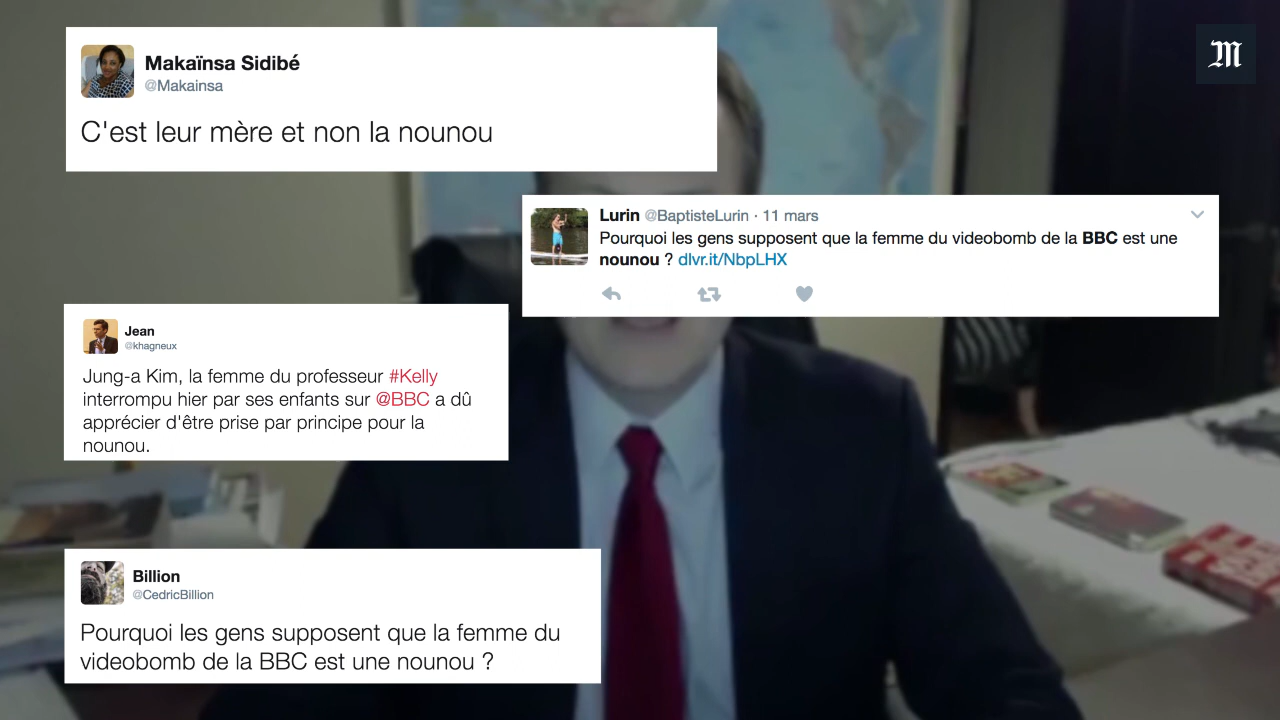 Makaïnsa Sidibé
@Makainsa
C'est leur mère et non la nounou
M
Lurin @BaptisteLurin · 11 mars
Pourquoi les gens supposent que la femme du videobomb de la BBC est une
nounou ? dlvr.it/NbpLHX
Jean
@khagneux
Jung-a Kim, la femme du professeur #Kelly
interrompu hier par ses enfants sur @BBC a dû
apprécier d'être prise par principe pour la
nounou.
Billion
@CedricBillion
Pourquoi les gens supposent que la femme du
videobomb de la BBC est une nounou ?